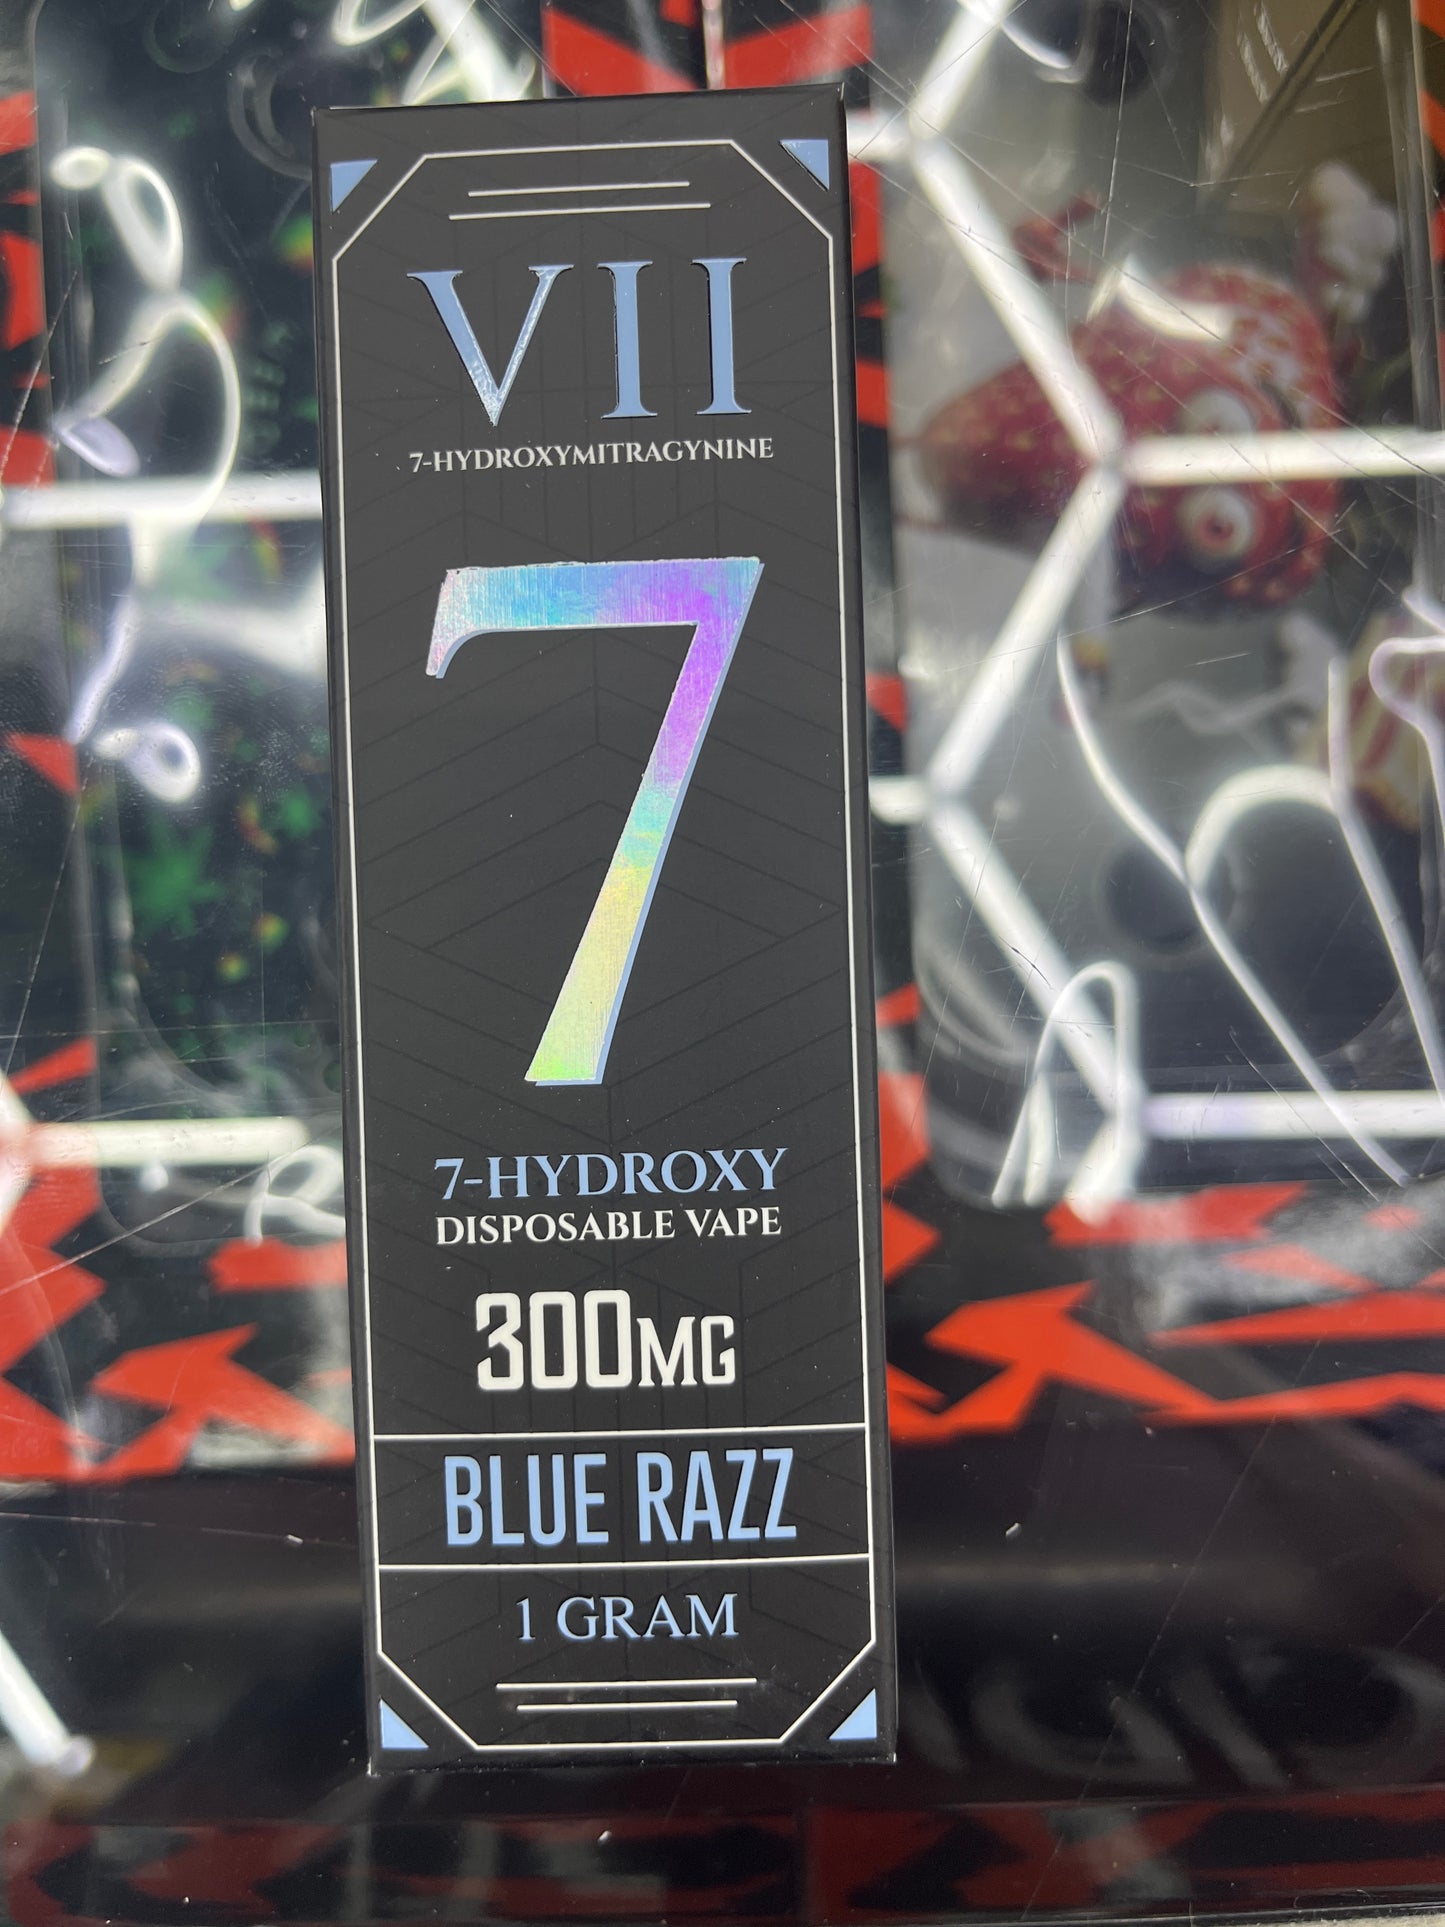 VII
7-HYDROXYMITRAGYNINE
7
7-HYDROXY
DISPOSABLE VAPE
300MG
BLUE RAZZ
1 GRAM